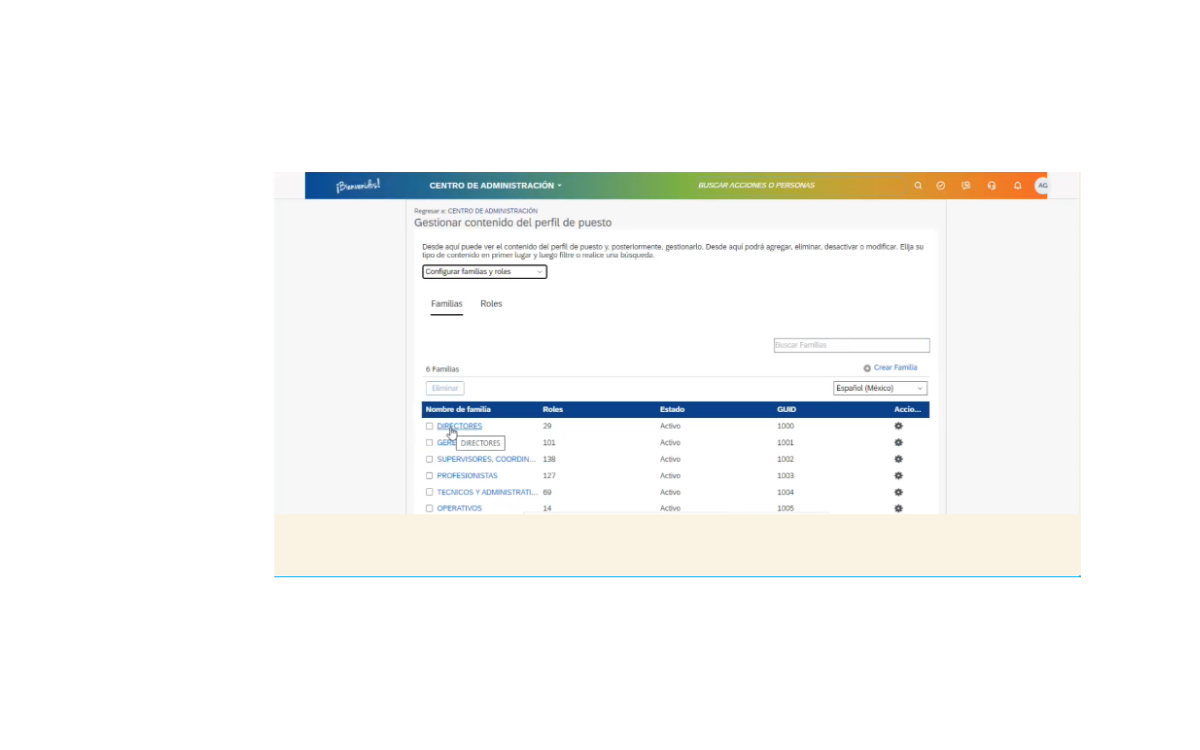 ¡Bienvenidos!
CENTRO DE ADMINISTRACIÓN
BUSCAR ACCIONES O PERSONAS
AG
Regresar a: CENTRO DE ADMINISTRACIÓN
Gestionar contenido del perfil de puesto
Desde aquí puede ver el contenido del perfil de puesto y, posteriormente, gestionarlo. Desde aquí podrá agregar, eliminar, desactivar o modificar. Elija su
tipo de contenido en primer lugar y luego filtre o realice una búsqueda.
Configurar familias y roles
Familias Roles
Buscar Familias
6 Familias
Crear Familia
Eliminar
Español (México)
Nombre de familia Roles Estado GUID Accio...
DIRECTORES 29 Activo 1000
GERE 101 Activo 1001
DIRECTORES
SUPERVISORES, COORDIN... 138 Activo 1002
PROFESIONISTAS 127 Activo 1003
TECNICOS Y ADMINISTRATI... 69 Activo 1004
OPERATIVOS 14 Activo 1005